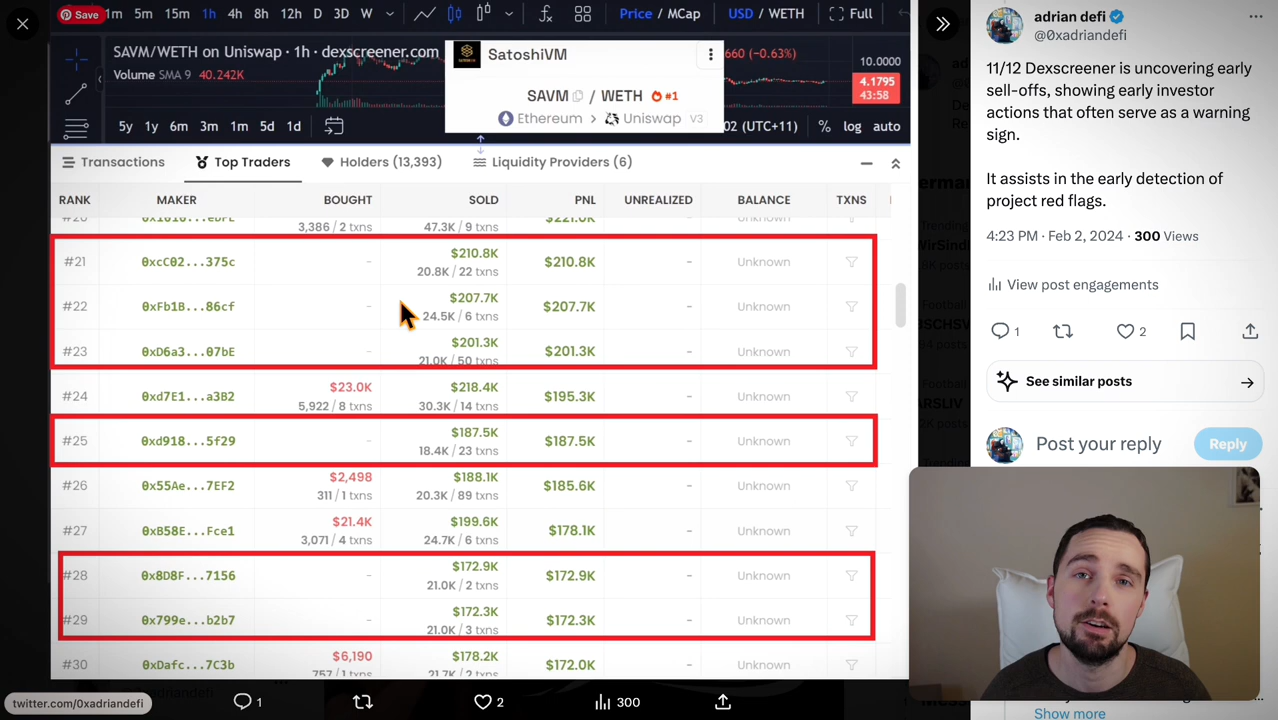 Save
1m 5m 15m 1h 4h 8h 12h D 3D W Price / MCap USD / WETH Full
SAVM/WETH on Uniswap · 1h · dexscreener.com
Volume SMA 9 40.242K
SatoshiVM
660 (−0.63%)
10.0000
SAVM / WETH #1
4.1795
43:58
Ethereum > Uniswap V3
5y 1y 6m 3m 1m 5d 1d 02 (UTC+11) % log auto
Transactions Top Traders Holders (13,393) Liquidity Providers (6)
RANK MAKER BOUGHT SOLD PNL UNREALIZED BALANCE TXNS
3,386 / 2 txns 47.3K / 9 txns
#21 0xcC02...375c - $210.8K $210.8K - Unknown
20.8K / 22 txns
#22 0xFb1B...86cf - $207.7K $207.7K - Unknown
24.5K / 6 txns
#23 0xD6a3...07bE - $201.3K $201.3K - Unknown
21.0K / 50 txns
#24 0xd7E1...a3B2 $23.0K $218.4K $195.3K - Unknown
5,922 / 8 txns 30.3K / 14 txns
#25 0xd918...5f29 - $187.5K $187.5K - Unknown
18.4K / 23 txns
#26 0x55Ae...7EF2 $2,498 $188.1K $185.6K - Unknown
311 / 1 txns 20.3K / 89 txns
#27 0xB58E...Fce1 $21.4K $199.6K $178.1K - Unknown
3,071 / 4 txns 24.7K / 6 txns
#28 0x8D8F...7156 - $172.9K $172.9K - Unknown
21.0K / 2 txns
#29 0x799e...b2b7 - $172.3K $172.3K - Unknown
21.0K / 3 txns
#30 0xDafc...7C3b $6,190 $178.2K $172.0K - Unknown
757 / 1 txns 21.7K / 2 txns
twitter.com/0xadriandefi
1 2 300
adrian defi
@0xadriandefi
11/12 Dexscreener is uncovering early
sell-offs, showing early investor
actions that often serve as a warning
sign.
It assists in the early detection of
project red flags.
4:23 PM · Feb 2, 2024 · 300 Views
View post engagements
1 2
See similar posts
Post your reply Reply
Show more